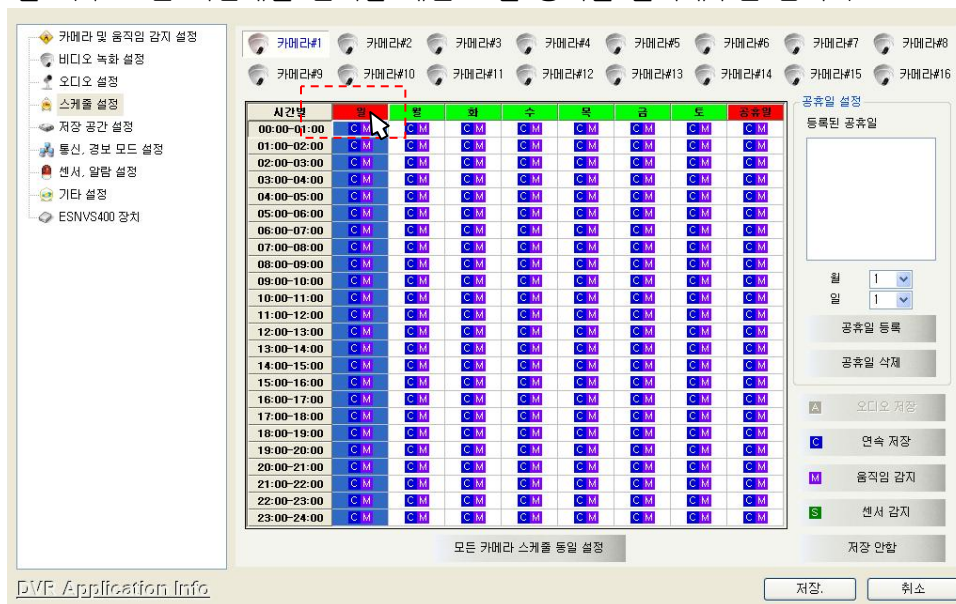 카메라 및 움직임 감지 설정
비디오 녹화 설정
오디오 설정
스케줄 설정
저장 공간 설정
통신, 경보 모드 설정
센서, 알람 설정
기타 설정
ESNVS400 장치
카메라#1 카메라#2 카메라#3 카메라#4 카메라#5 카메라#6 카메라#7 카메라#8
카메라#9 카메라#10 카메라#11 카메라#12 카메라#13 카메라#14 카메라#15 카메라#16
시간별 일 월 화 수 목 금 토 공휴일
00:00-01:00 C M C M C M C M C M C M C M C M
01:00-02:00 C M C M C M C M C M C M C M C M
02:00-03:00 C M C M C M C M C M C M C M C M
03:00-04:00 C M C M C M C M C M C M C M C M
04:00-05:00 C M C M C M C M C M C M C M C M
05:00-06:00 C M C M C M C M C M C M C M C M
06:00-07:00 C M C M C M C M C M C M C M C M
07:00-08:00 C M C M C M C M C M C M C M C M
08:00-09:00 C M C M C M C M C M C M C M C M
09:00-10:00 C M C M C M C M C M C M C M C M
10:00-11:00 C M C M C M C M C M C M C M C M
11:00-12:00 C M C M C M C M C M C M C M C M
12:00-13:00 C M C M C M C M C M C M C M C M
13:00-14:00 C M C M C M C M C M C M C M C M
14:00-15:00 C M C M C M C M C M C M C M C M
15:00-16:00 C M C M C M C M C M C M C M C M
16:00-17:00 C M C M C M C M C M C M C M C M
17:00-18:00 C M C M C M C M C M C M C M C M
18:00-19:00 C M C M C M C M C M C M C M C M
19:00-20:00 C M C M C M C M C M C M C M C M
20:00-21:00 C M C M C M C M C M C M C M C M
21:00-22:00 C M C M C M C M C M C M C M C M
22:00-23:00 C M C M C M C M C M C M C M C M
23:00-24:00 C M C M C M C M C M C M C M C M
모든 카메라 스케줄 동일 설정
공휴일 설정
등록된 공휴일
월 1
일 1
공휴일 등록
공휴일 삭제
A 오디오 저장
C 연속 저장
M 움직임 감지
S 센서 감지
저장 안함
DVR Application Info
저장. 취소